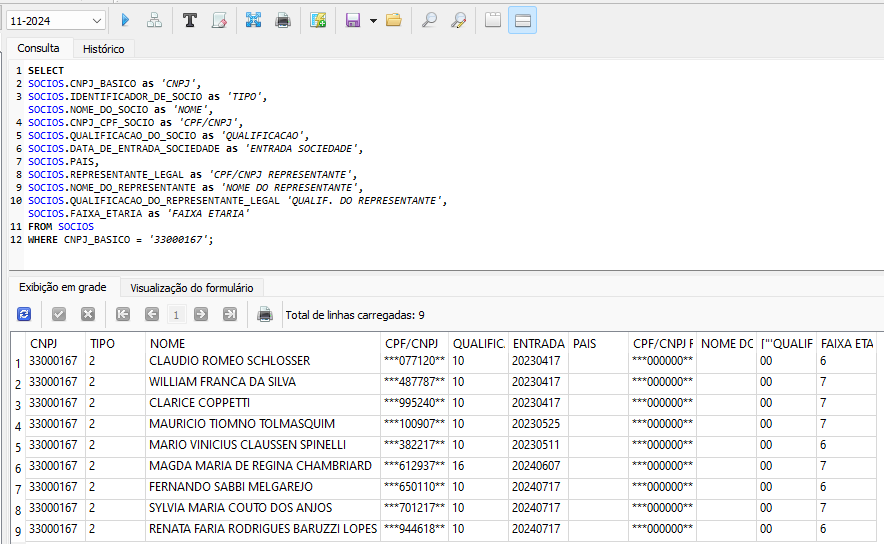 11-2024
Consulta Histórico
1 SELECT
2 SOCIOS.CNPJ_BASICO as 'CNPJ',
3 SOCIOS.IDENTIFICADOR_DE_SOCIO as 'TIPO',
SOCIOS.NOME_DO_SOCIO as 'NOME',
4 SOCIOS.CNPJ_CPF_SOCIO as 'CPF/CNPJ',
5 SOCIOS.QUALIFICACAO_DO_SOCIO as 'QUALIFICACAO',
6 SOCIOS.DATA_DE_ENTRADA_SOCIEDADE as 'ENTRADA SOCIEDADE',
7 SOCIOS.PAIS,
8 SOCIOS.REPRESENTANTE_LEGAL as 'CPF/CNPJ REPRESENTANTE',
9 SOCIOS.NOME_DO_REPRESENTANTE as 'NOME DO REPRESENTANTE',
10 SOCIOS.QUALIFICACAO_DO_REPRESENTANTE_LEGAL 'QUALIF. DO REPRESENTANTE',
SOCIOS.FAIXA_ETARIA as 'FAIXA ETARIA'
11 FROM SOCIOS
12 WHERE CNPJ_BASICO = '33000167';
Exibição em grade Visualização do formulário
1 Total de linhas carregadas: 9
CNPJ TIPO NOME CPF/CNPJ QUALIFIC. ENTRADA PAIS CPF/CNPJ F NOME DC ["'QUALIF FAIXA ETA
1 33000167 2 CLAUDIO ROMEO SCHLOSSER ***077120** 10 20230417 ***000000** 00 6
2 33000167 2 WILLIAM FRANCA DA SILVA ***487787** 10 20230417 ***000000** 00 7
3 33000167 2 CLARICE COPPETTI ***995240** 10 20230417 ***000000** 00 7
4 33000167 2 MAURICIO TIOMNO TOLMASQUIM ***100907** 10 20230525 ***000000** 00 7
5 33000167 2 MARIO VINICIUS CLAUSSEN SPINELLI ***382217** 10 20230511 ***000000** 00 6
6 33000167 2 MAGDA MARIA DE REGINA CHAMBRIARD ***612937** 16 20240607 ***000000** 00 7
7 33000167 2 FERNANDO SABBI MELGAREJO ***650110** 10 20240717 ***000000** 00 6
8 33000167 2 SYLVIA MARIA COUTO DOS ANJOS ***701217** 10 20240717 ***000000** 00 7
9 33000167 2 RENATA FARIA RODRIGUES BARUZZI LOPES ***944618** 10 20240717 ***000000** 00 6